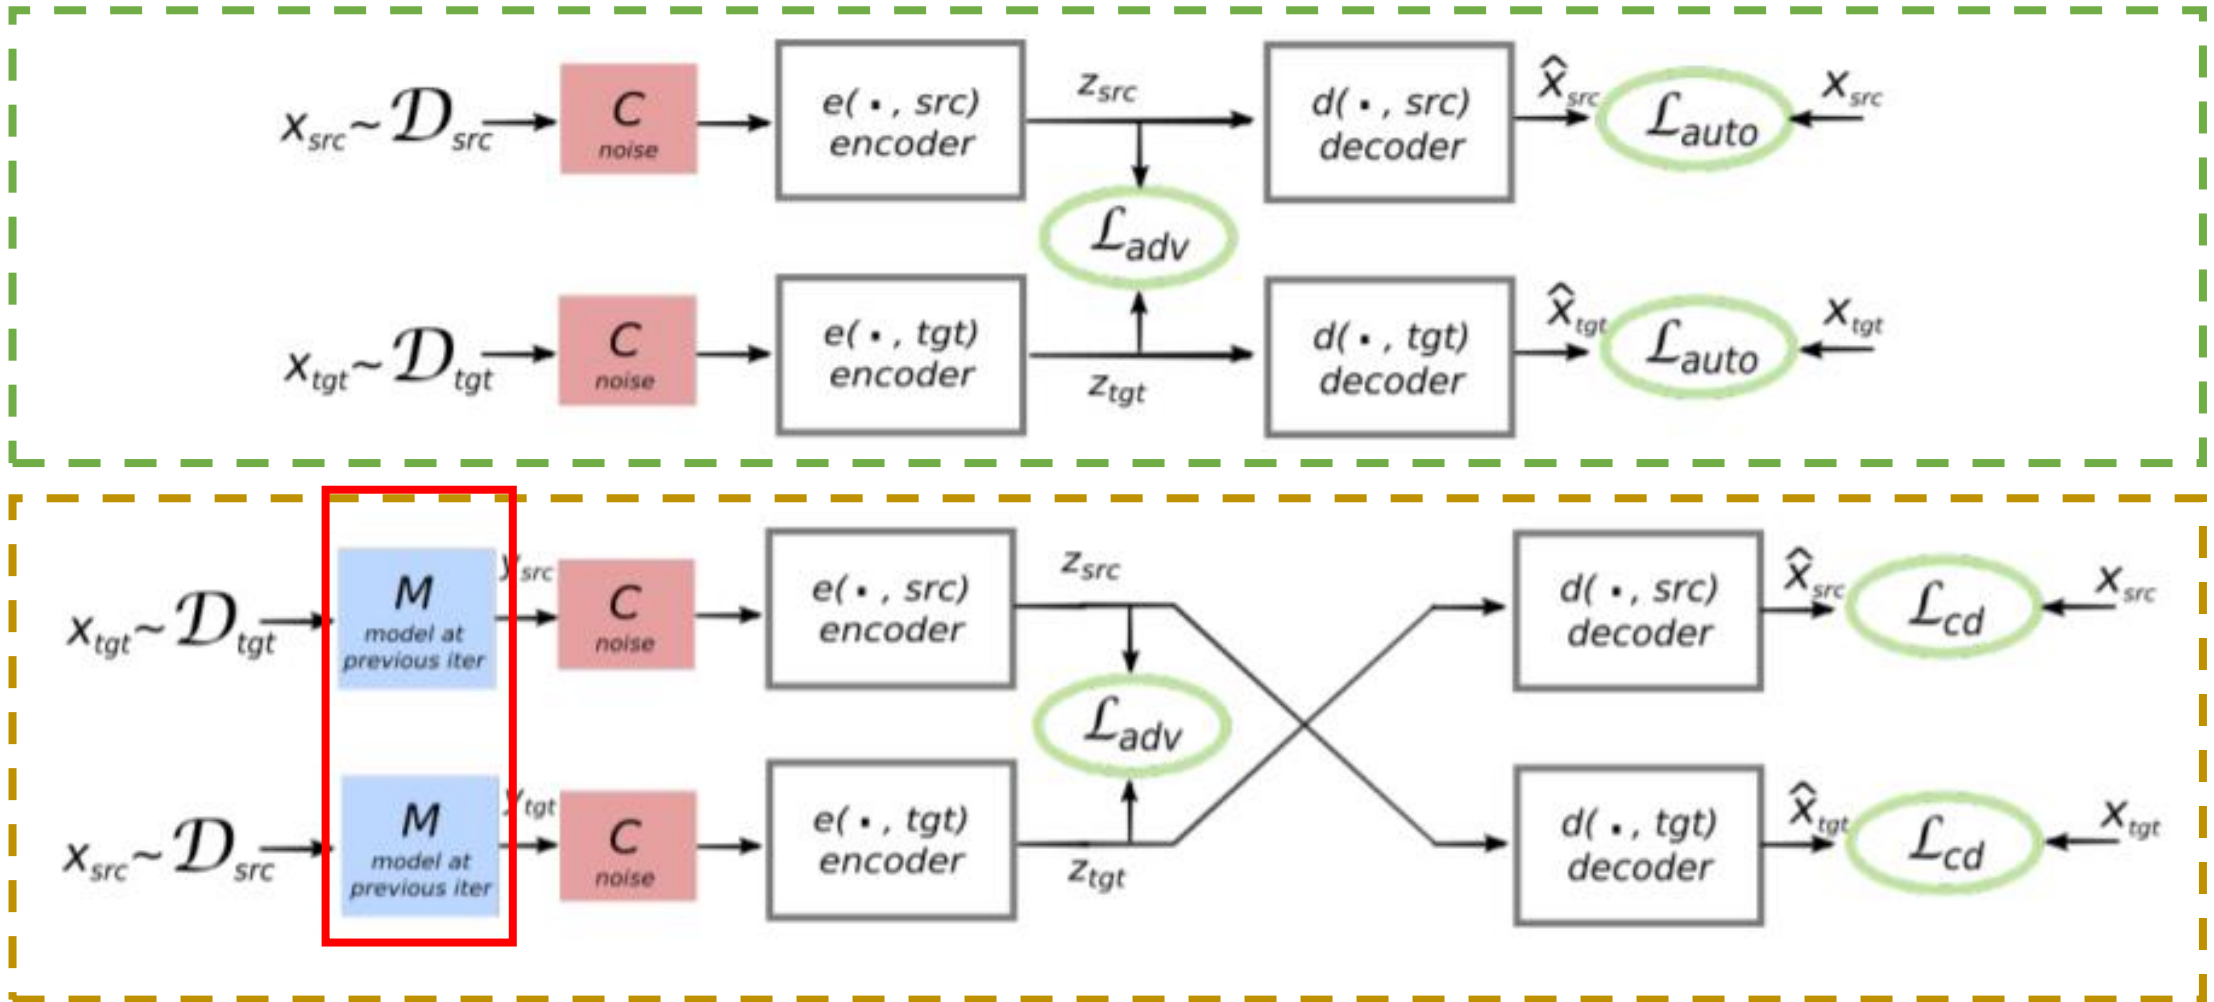 x_src ~ D_src
C
noise
e(·, src)
encoder
z_src
d(·, src)
decoder
x̂_src
L_auto
x_src
L_adv
x_tgt ~ D_tgt
C
noise
e(·, tgt)
encoder
z_tgt
d(·, tgt)
decoder
x̂_tgt
L_auto
x_tgt
x_tgt ~ D_tgt
M
model at
previous iter
y_src
C
noise
e(·, src)
encoder
z_src
d(·, src)
decoder
x̂_src
L_cd
x_src
L_adv
x_src ~ D_src
M
model at
previous iter
y_tgt
C
noise
e(·, tgt)
encoder
z_tgt
d(·, tgt)
decoder
x̂_tgt
L_cd
x_tgt